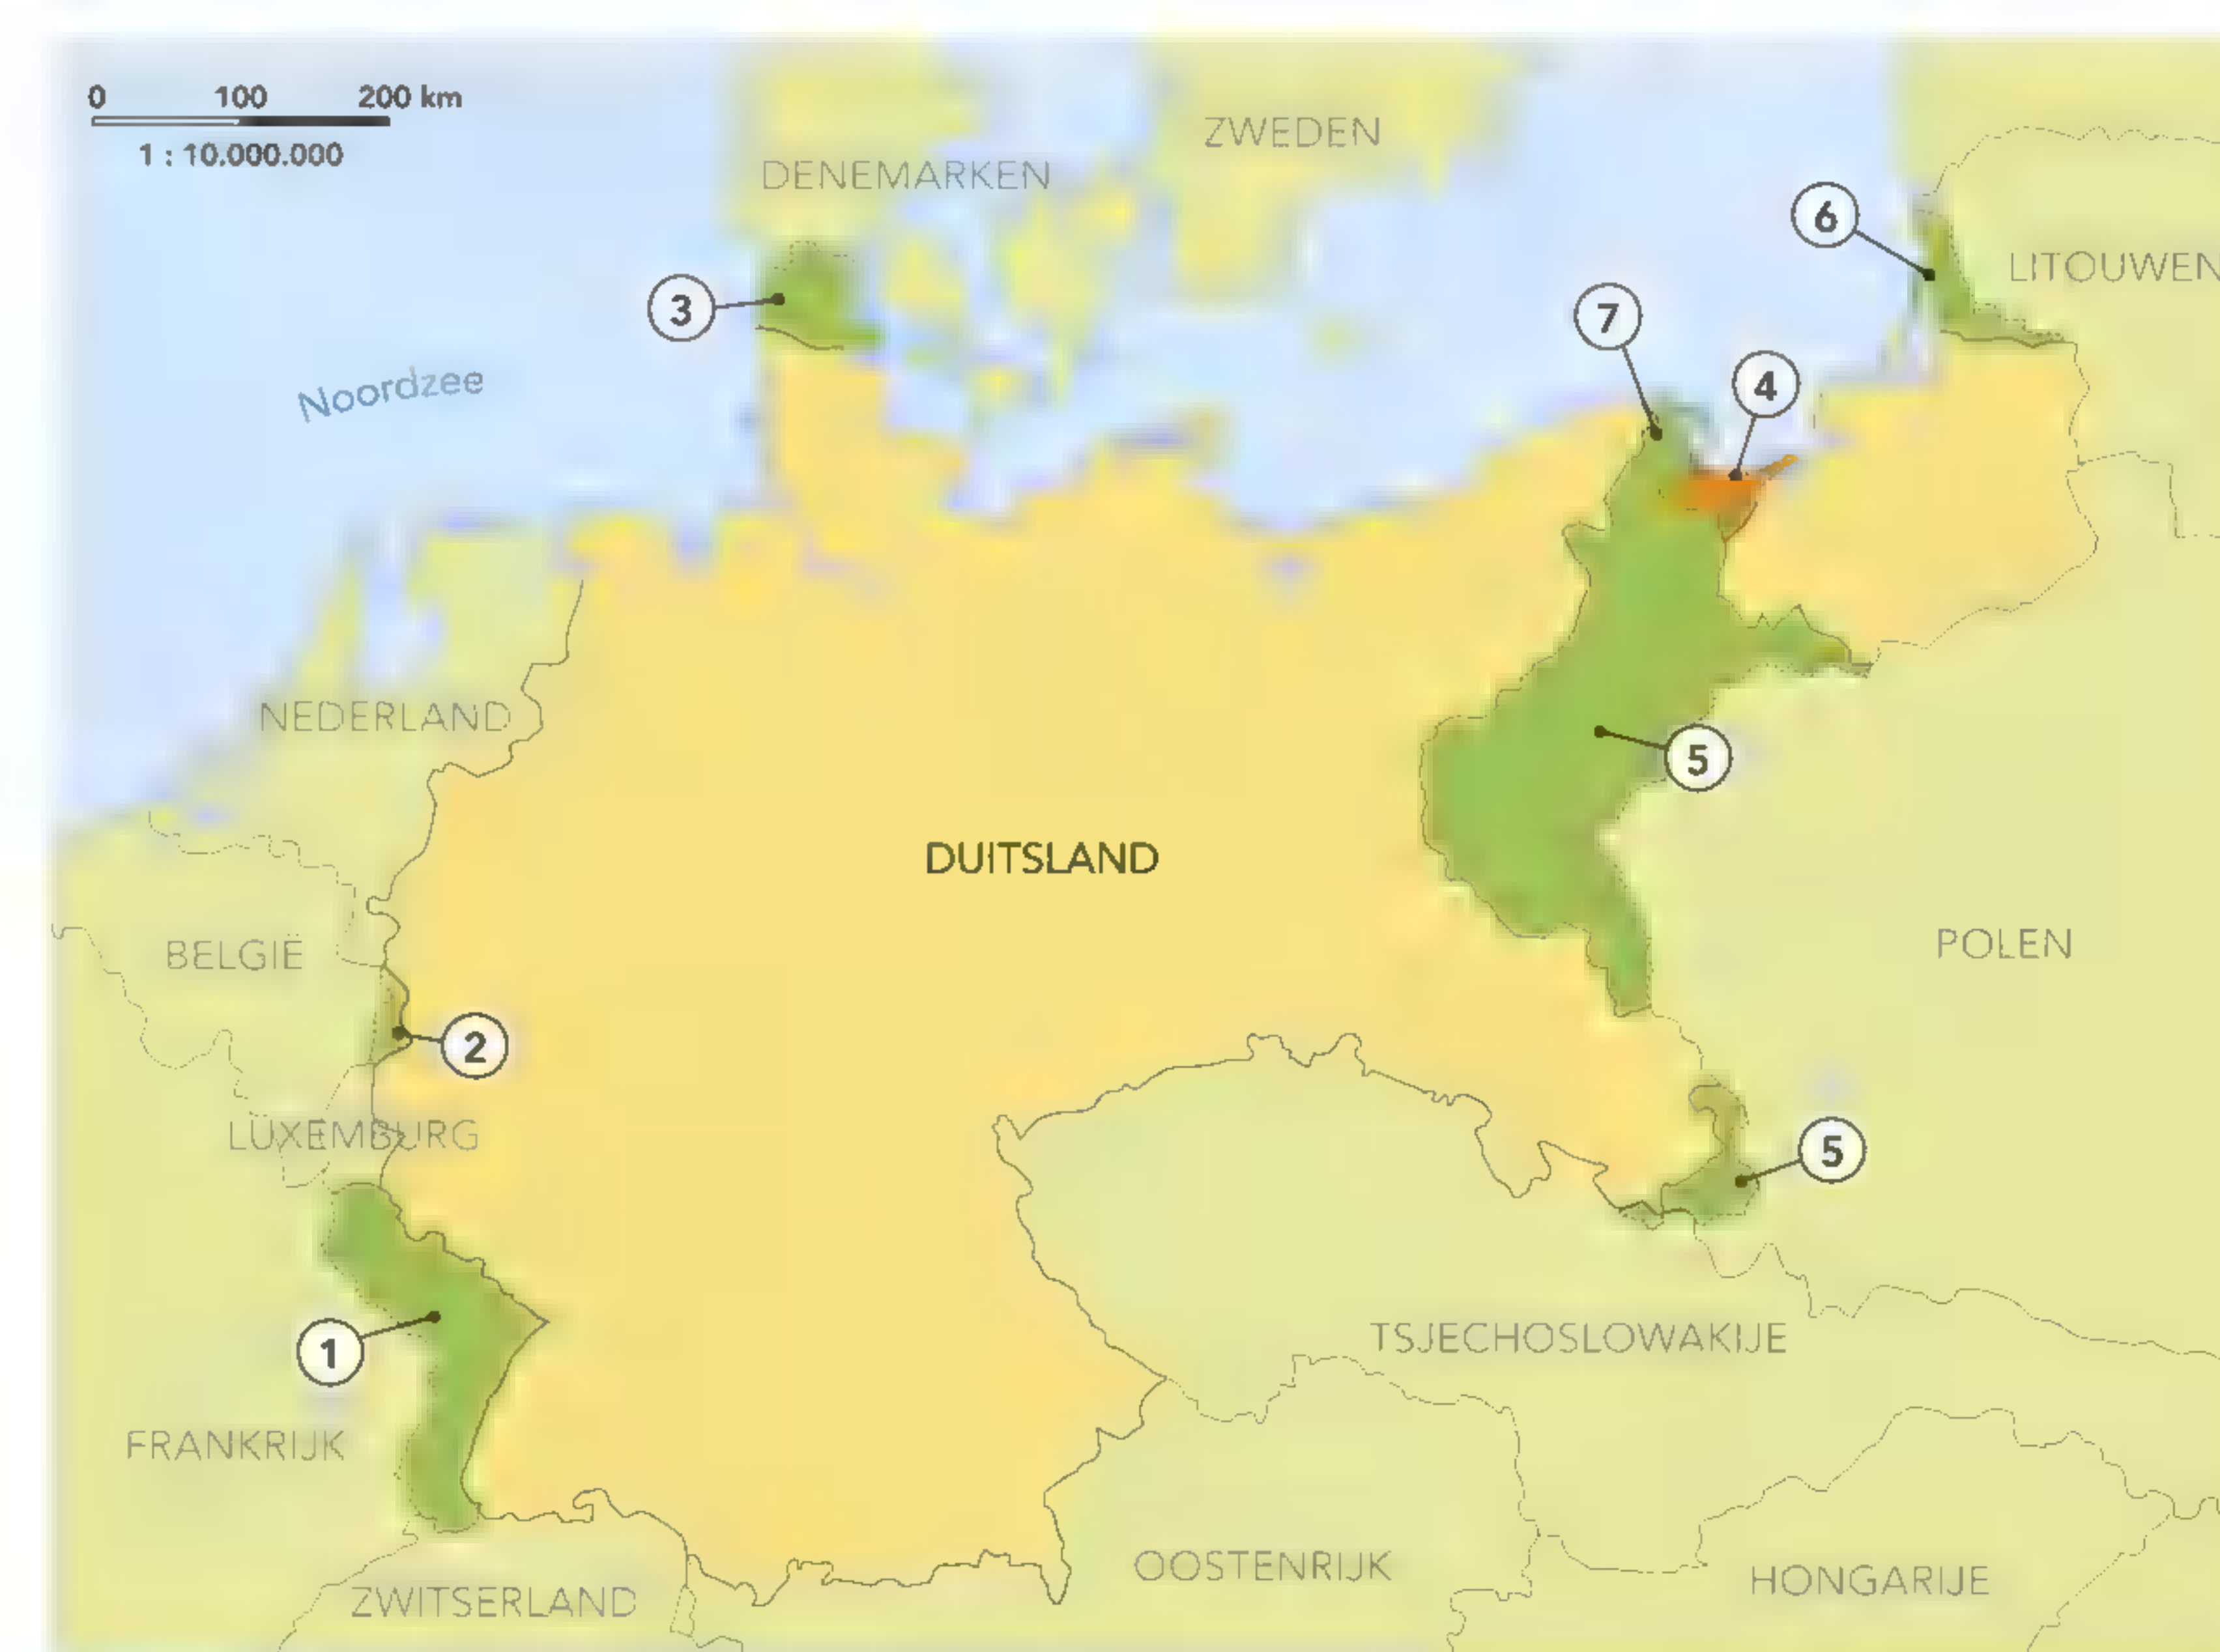 0 100 200 km
1 : 10.000.000
ZWEDEN
DENEMARKEN
6
LITOUWEN
3
7
4
Noordzee
NEDERLAND
5
DUITSLAND
BELGIË
POLEN
2
LUXEMBURG
5
1
TSJECHOSLOWAKIJE
FRANKRIJK
OOSTENRIJK
HONGARIJE
ZWITSERLAND